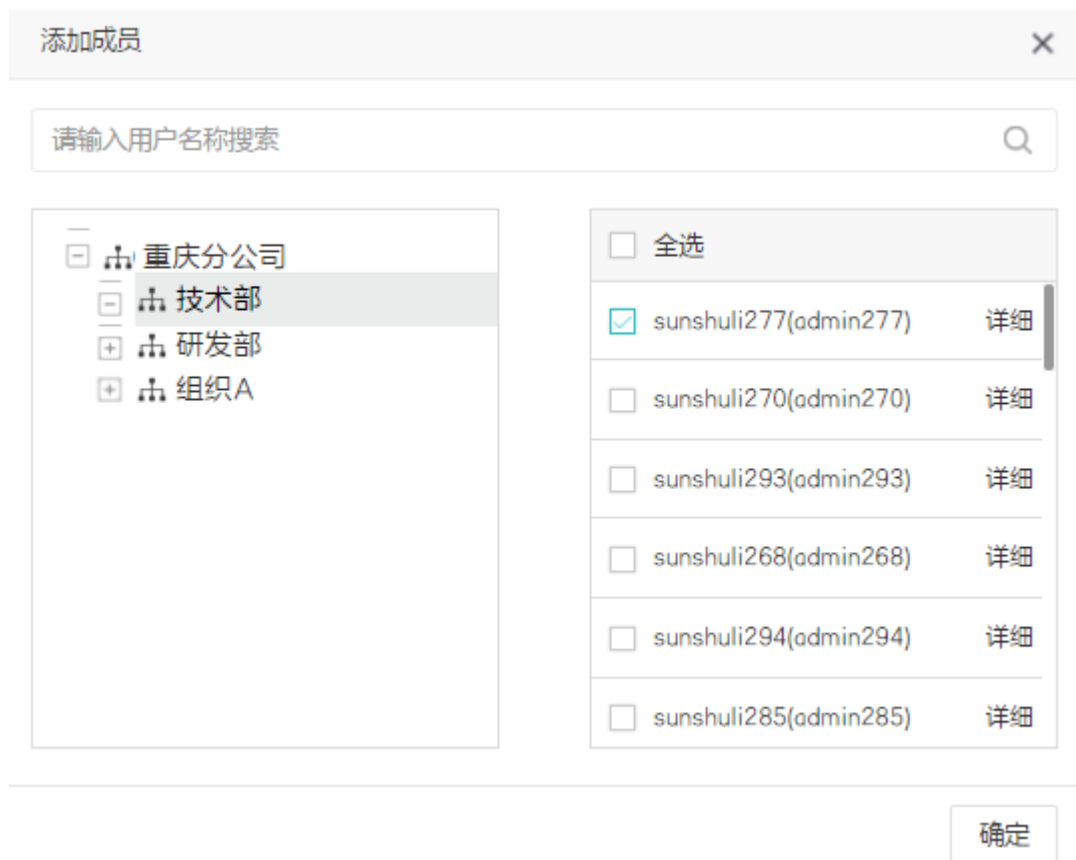 添加成员
请输入用户名称搜索
重庆分公司
技术部
研发部
组织A
全选
sunshuli277(admin277) 详细
sunshuli270(admin270) 详细
sunshuli293(admin293) 详细
sunshuli268(admin268) 详细
sunshuli294(admin294) 详细
sunshuli285(admin285) 详细
确定